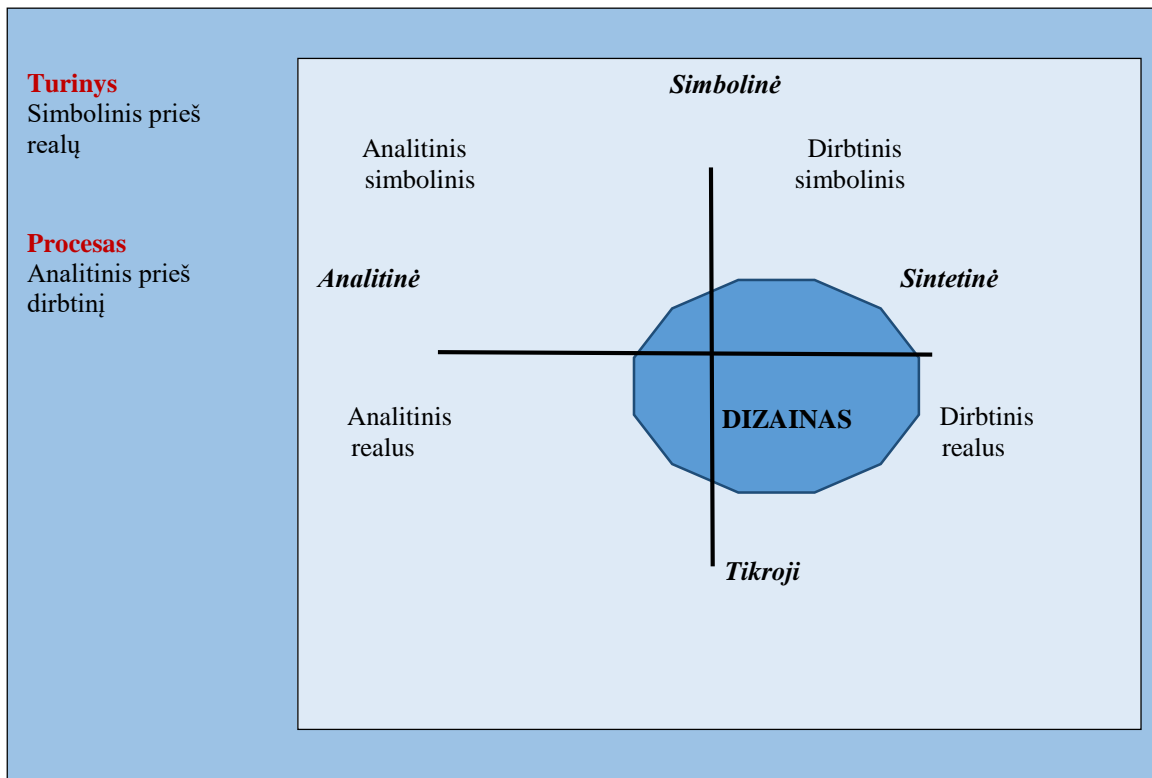 Turinys
Simbolinis prieš
realų
Procesas
Analitinis prieš
dirbtinį
Simbolinė
Analitinis
simbolinis
Dirbtinis
simbolinis
Analitinė
Sintetinė
Analitinis
realus
DIZAINAS
Dirbtinis
realus
Tikroji